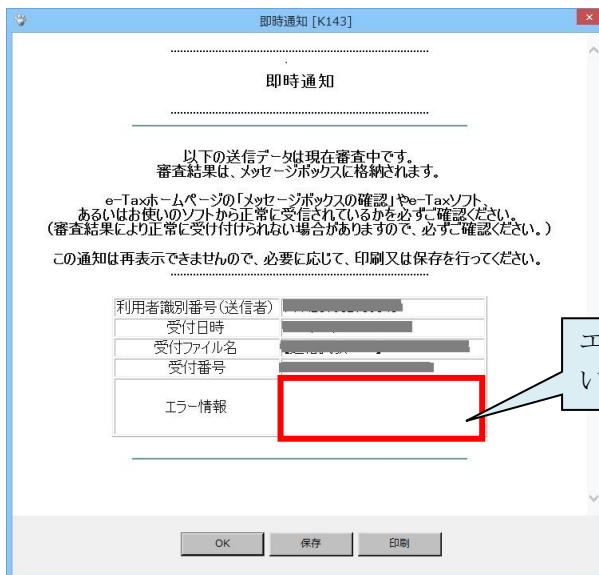 即時通知 [K143]
即時通知
以下の送信データは現在審査中です。
審査結果は、メッセージボックスに格納されます。
e-Taxホームページの「メッセージボックスの確認」やe-Taxソフト、
あるいはお使いのソフトから正常に受信されているかを必ずご確認ください。
(審査結果により正常に受け付けられない場合がありますので、必ずご確認ください。)
この通知は再表示できませんので、必要に応じて、印刷又は保存を行ってください。
利用者識別番号(送信者)
受付日時
受付ファイル名
受付番号
エラー情報
エ
い
OK 保存 印刷